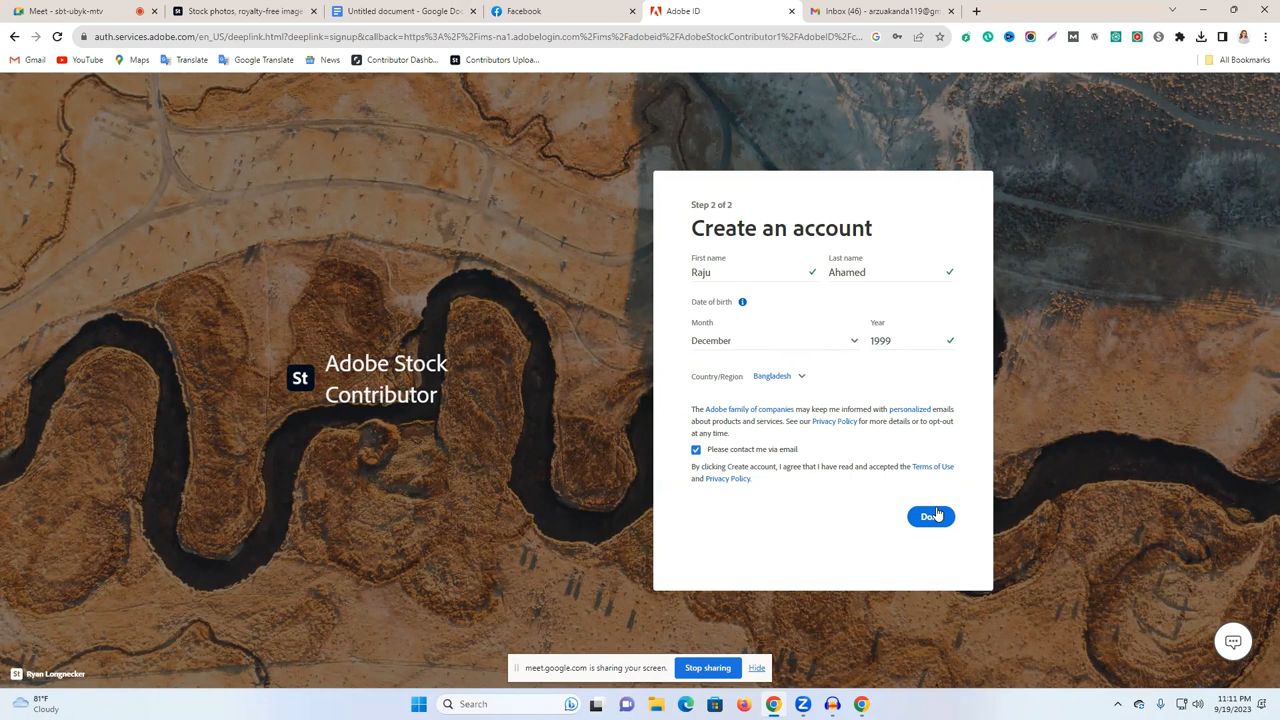 Meet - sbt-ubyk-mtv
Stock photos, royalty-free image
Untitled document - Google Doc
Facebook
Adobe ID
Inbox (46) - arzuakanda119@gm
auth.services.adobe.com/en_US/deeplink.html?deeplink=signup&callback=https%3A%2F%2Fims-na1.adobelogin.com%2Fims%2Fadobeid%2FAdobeStockContributor1%2FAdobeID%2Fc...
Gmail
YouTube
Maps
Translate
Google Translate
News
Contributor Dashb...
Contributors Uploa...
All Bookmarks
Step 2 of 2
Create an account
First name
Last name
Raju
Ahamed
Date of birth
Month
Year
December
1999
Country/Region
Bangladesh
The Adobe family of companies may keep me informed with personalized emails
about products and services. See our Privacy Policy for more details or to opt-out
at any time.
Please contact me via email
By clicking Create account, I agree that I have read and accepted the Terms of Use
and Privacy Policy.
St
Adobe Stock
Contributor
St Ryan Longnecker
meet.google.com is sharing your screen.
Stop sharing
Hide
81°F
Cloudy
Search
11:11 PM
9/19/2023